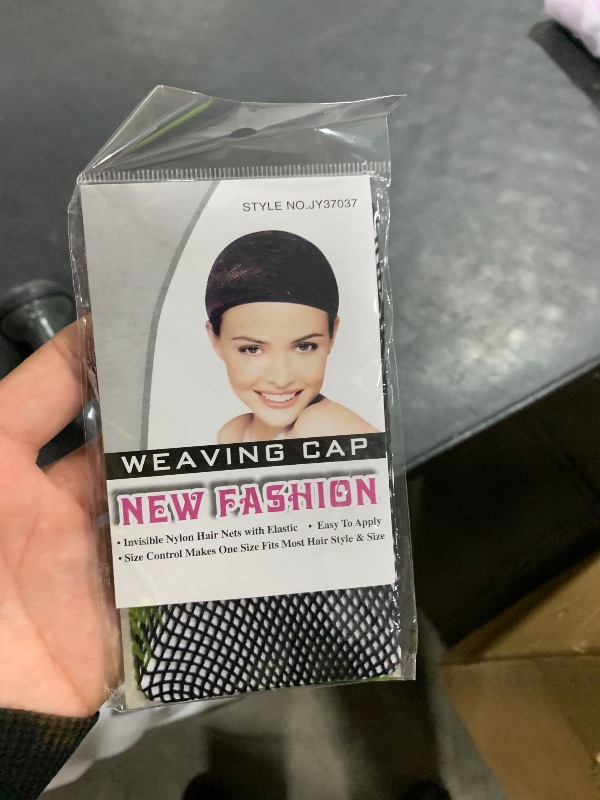 STYLE NO.JY37037
WEAVING CAP
NEW FASHION
• Invisible Nylon Hair Nets with Elastic • Easy To Apply
• Size Control Makes One Size Fits Most Hair Style & Size